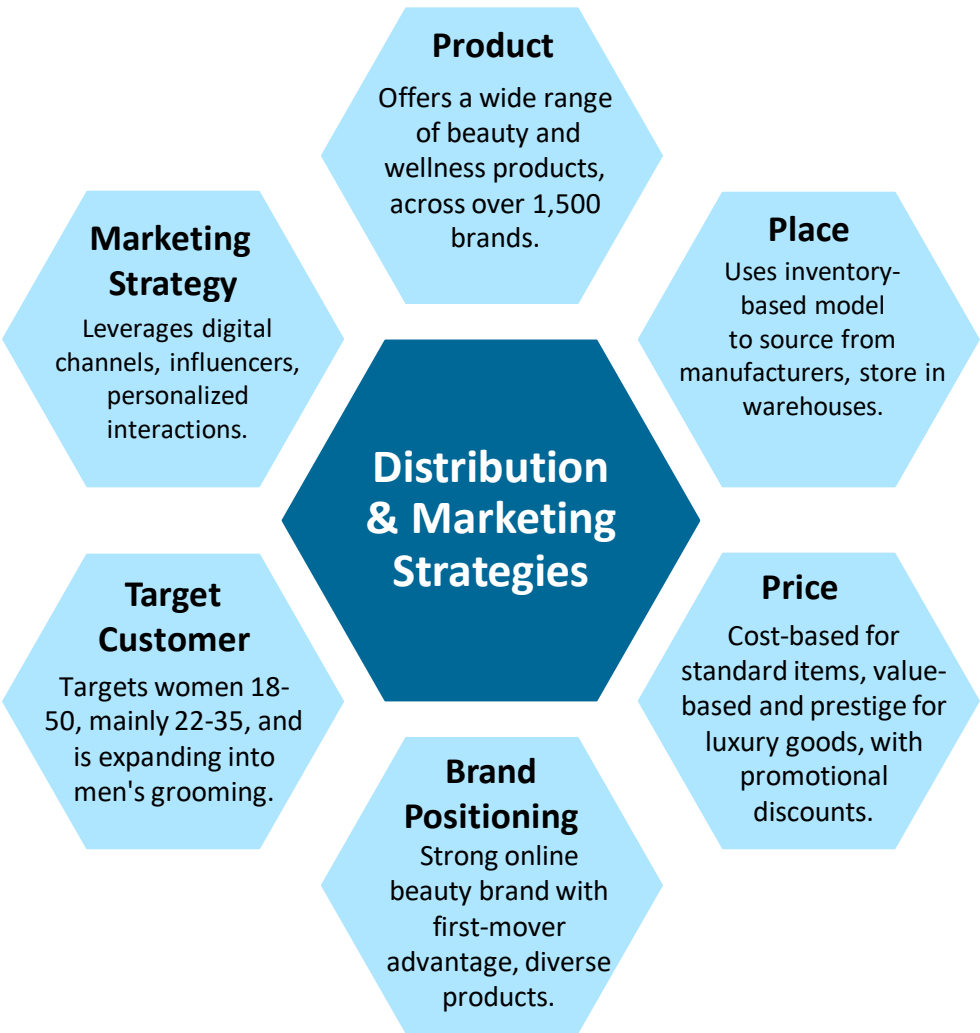 Product
Offers a wide range
of beauty and
wellness products,
across over 1,500
brands.
Place
Uses inventory-
based model
to source from
manufacturers, store in
warehouses.
Price
Cost-based for
standard items, value-
based and prestige for
luxury goods, with
promotional
discounts.
Brand
Positioning
Strong online
beauty brand with
first-mover
advantage, diverse
products.
Target
Customer
Targets women 18-
50, mainly 22-35, and
is expanding into
men's grooming.
Marketing
Strategy
Leverages digital
channels, influencers,
personalized
interactions.
Distribution
& Marketing
Strategies